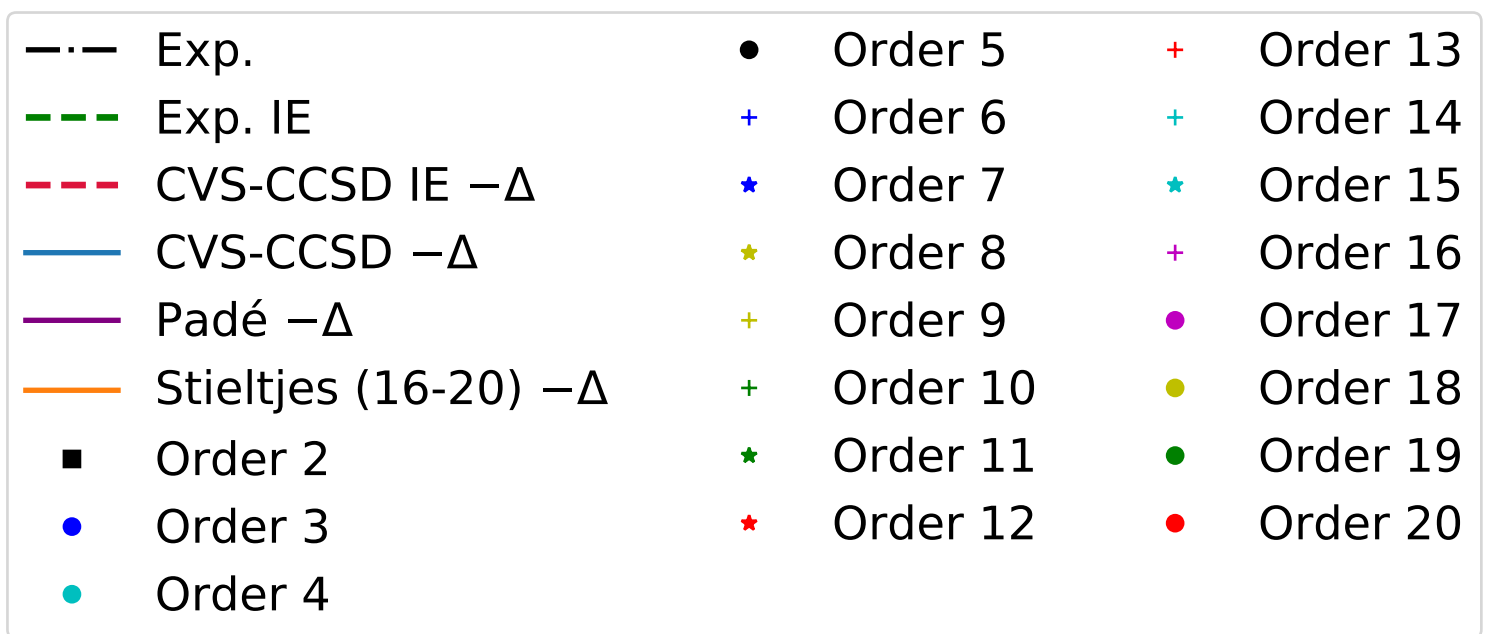 Exp.
Exp. IE
CVS-CCSD IE −Δ
CVS-CCSD −Δ
Padé −Δ
Stieltjes (16-20) −Δ
Order 2
Order 3
Order 4
Order 5
Order 6
Order 7
Order 8
Order 9
Order 10
Order 11
Order 12
Order 13
Order 14
Order 15
Order 16
Order 17
Order 18
Order 19
Order 20